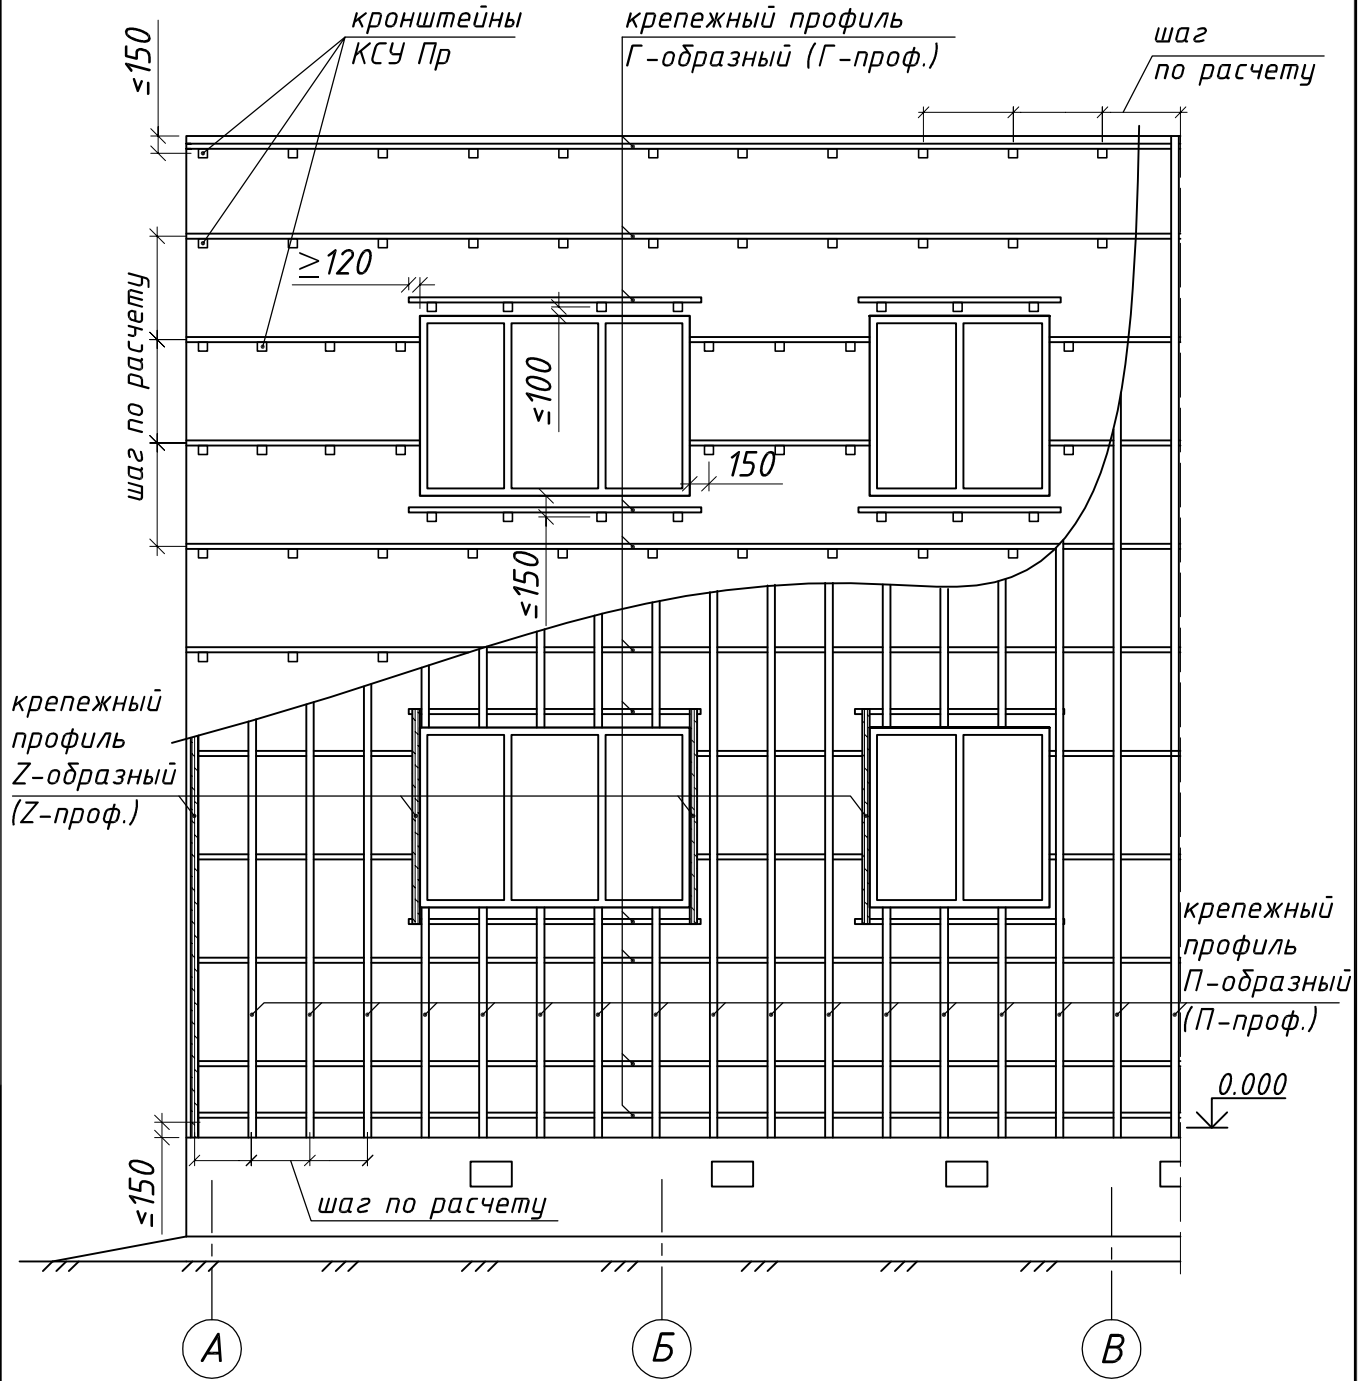 кронштейны
КСУ Пр
крепежный профиль
Г-образный (Г-проф.)
шаг
по расчету
≤150
≥120
шаг по расчету
≤100
150
≤150
крепежный
профиль
Z-образный
(Z-проф.)
крепежный
профиль
П-образный
(П-проф.)
0.000
≤150
шаг по расчету
А
Б
В